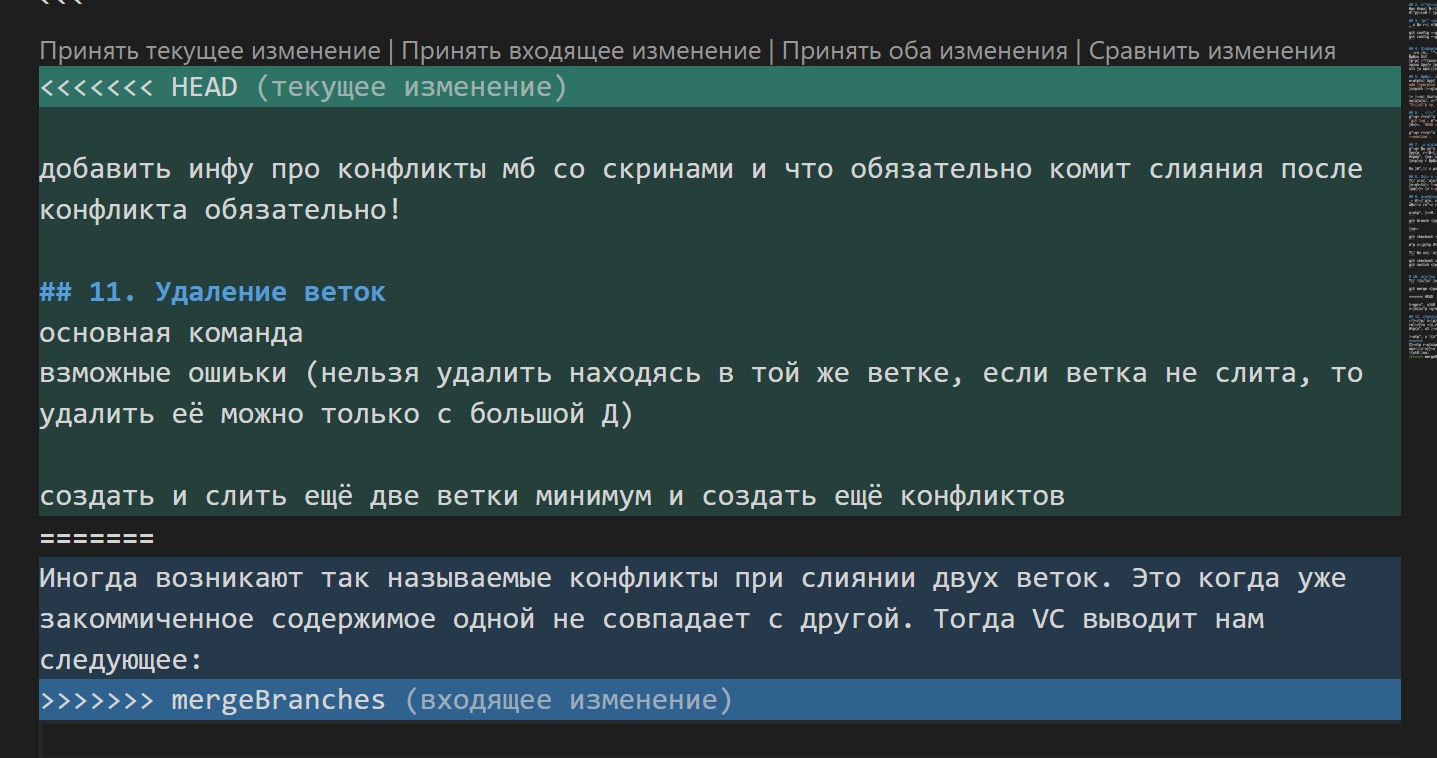 ```
Принять текущее изменение | Принять входящее изменение | Принять оба изменения | Сравнить изменения
<<<<<<< HEAD (текущее изменение)
добавить инфу про конфликты мб со скринами и что обязательно комит слияния после
конфликта обязательно!
## 11. Удаление веток
основная команда
взможные ошиьки (нельзя удалить находясь в той же ветке, если ветка не слита, то
удалить её можно только с большой Д)
создать и слить ещё две ветки минимум и создать ещё конфликтов
=======
Иногда возникают так называемые конфликты при слиянии двух веток. Это когда уже
закоммиченное содержимое одной не совпадает с другой. Тогда VC выводит нам
следующее:
>>>>>>> mergeBranches (входящее изменение)